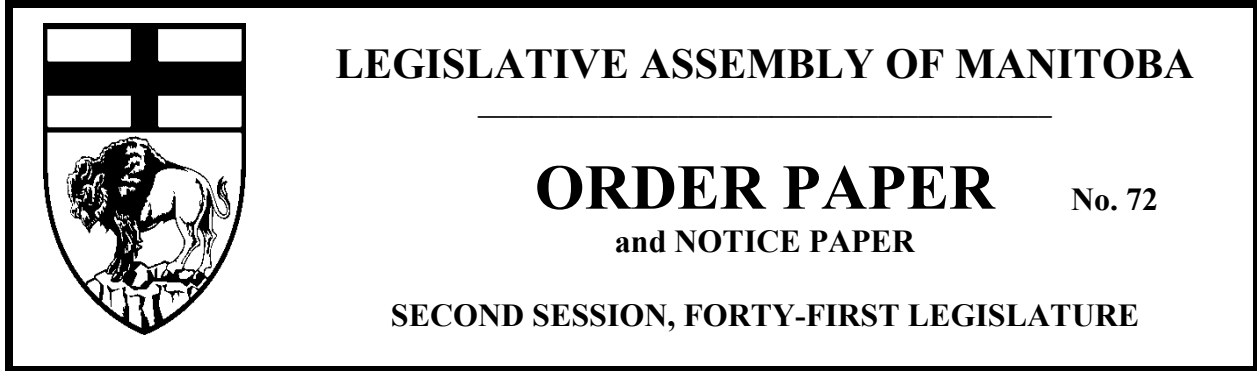 LEGISLATIVE ASSEMBLY OF MANITOBA
ORDER PAPER No. 72
and NOTICE PAPER
SECOND SESSION, FORTY-FIRST LEGISLATURE